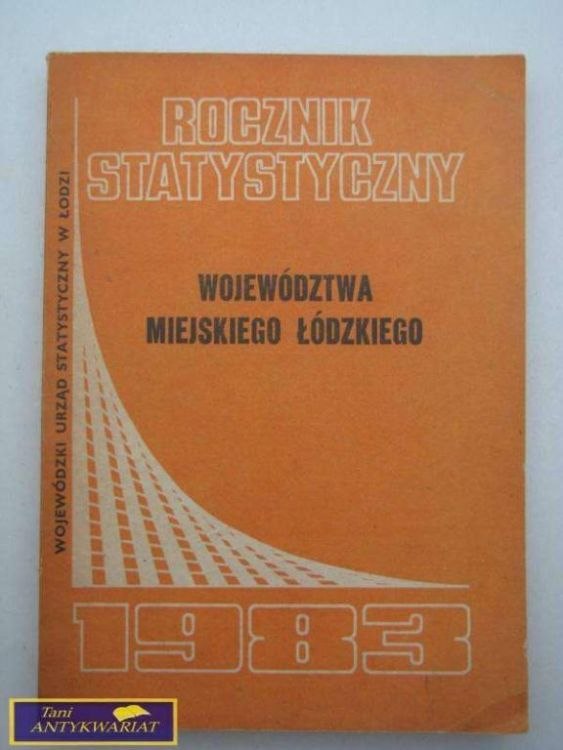 ROCZNIK
STATYSTYCZNY
WOJEWÓDZTWA
MIEJSKIEGO ŁÓDZKIEGO
WOJEWÓDZKI URZĄD STATYSTYCZNY W ŁODZI
1983
Tani
ANTYKWARIAT